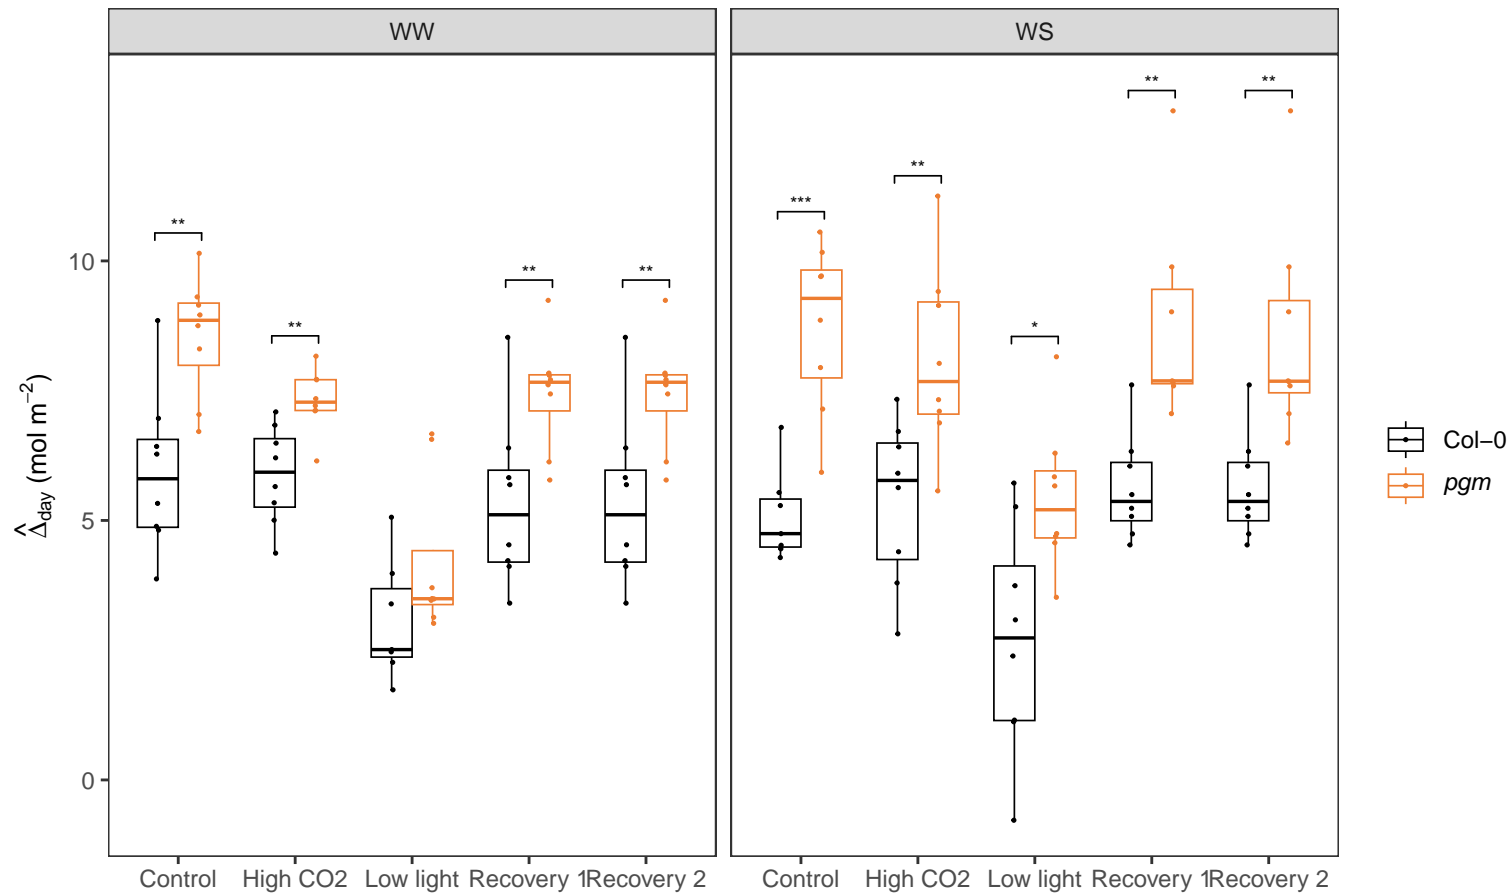 WW
WS
**
**
**
**
***
**
*
**
**
10
5
0
Δ̂day (mol m−2)
Control High CO2 Low light Recovery 1Recovery 2
Control High CO2 Low light Recovery 1Recovery 2
Col−0
pgm